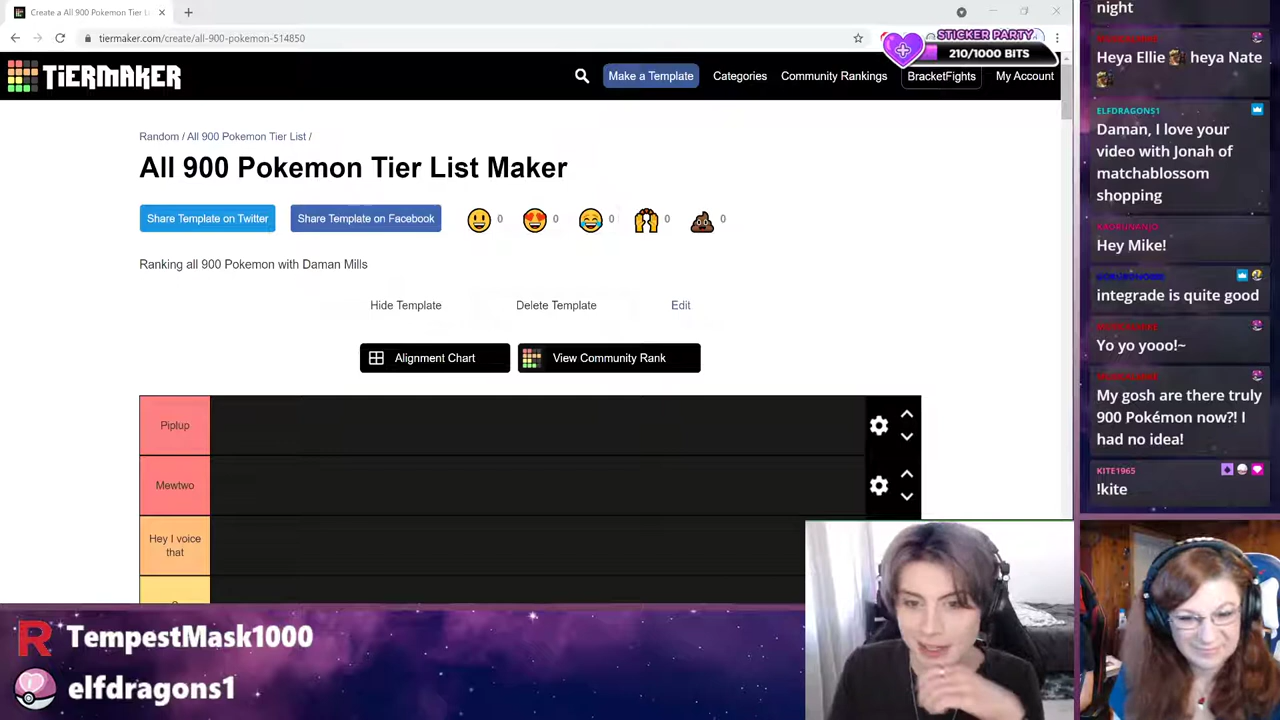 Create a All 900 Pokemon Tier Li
tiermaker.com/create/all-900-pokemon-514850
STICKER PARTY
210/1000 BITS
TiERMAKER
Make a Template
Categories
Community Rankings
BracketFights
My Account
Random / All 900 Pokemon Tier List /
All 900 Pokemon Tier List Maker
Share Template on Twitter
Share Template on Facebook
0
0
0
0
0
Ranking all 900 Pokemon with Daman Mills
Hide Template
Delete Template
Edit
Alignment Chart
View Community Rank
Piplup
Mewtwo
Hey I voice
that
R TempestMask1000
elfdragons1
night
Heya Ellie heya Nate
ELFDRAGONS1
Daman, I love your
video with Jonah of
matchablossom
shopping
Hey Mike!
integrade is quite good
Yo yo yooo!~
My gosh are there truly
900 Pokémon now?! I
had no idea!
KITE1965
!kite